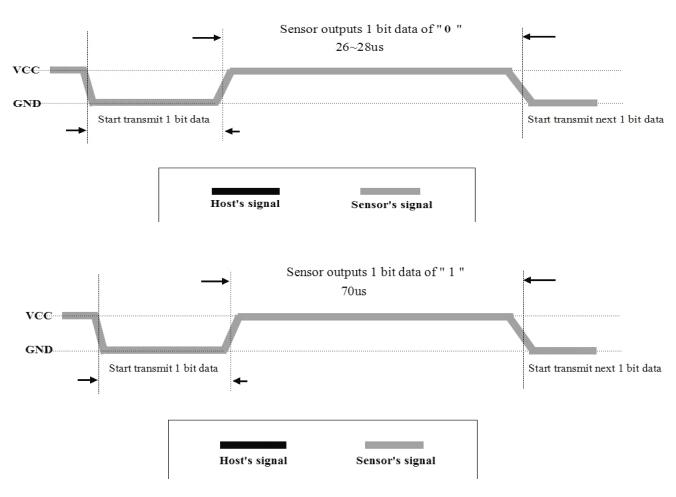 Sensor outputs 1 bit data of " 0 "
26~28us
VCC
GND
Start transmit 1 bit data
Start transmit next 1 bit data
Host's signal
Sensor's signal
Sensor outputs 1 bit data of " 1 "
70us
VCC
GND
Start transmit 1 bit data
Start transmit next 1 bit data
Host's signal
Sensor's signal